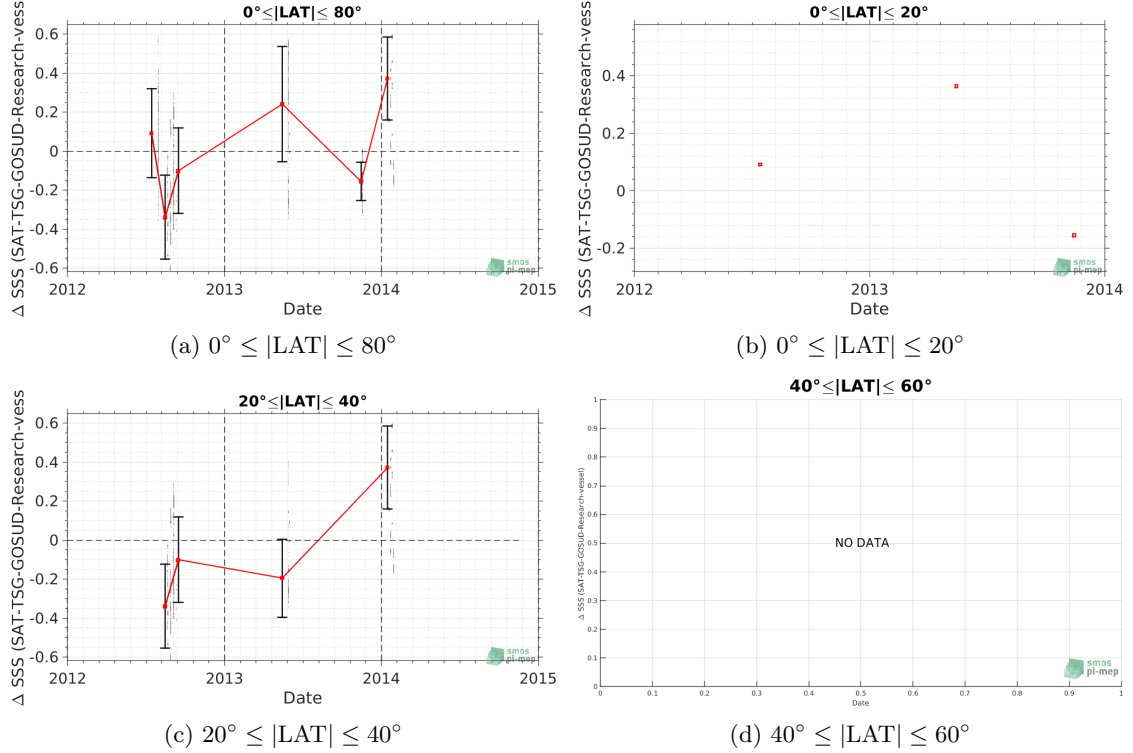 0°≤|LAT|≤ 80°
Δ SSS (SAT-TSG-GOSUD-Research-vess
0.6
0.4
0.2
0
-0.2
-0.4
-0.6
2012 2013 2014 2015
Date
smos
pi-mep
(a) 0° ≤ |LAT| ≤ 80°
0°≤|LAT|≤ 20°
Δ SSS (SAT-TSG-GOSUD-Research-vess
0.4
0.2
0
-0.2
2012 2013 2014
Date
smos
pi-mep
(b) 0° ≤ |LAT| ≤ 20°
20°≤|LAT|≤ 40°
Δ SSS (SAT-TSG-GOSUD-Research-vess
0.6
0.4
0.2
0
-0.2
-0.4
-0.6
2012 2013 2014 2015
Date
smos
pi-mep
(c) 20° ≤ |LAT| ≤ 40°
40°≤|LAT|≤ 60°
Δ SSS (SAT-TSG-GOSUD-Research-vessel)
1
0.9
0.8
0.7
0.6
0.5
0.4
0.3
0.2
0.1
0
NO DATA
0 0.1 0.2 0.3 0.4 0.5 0.6 0.7 0.8 0.9 1
Date
smos
pi-mep
(d) 40° ≤ |LAT| ≤ 60°